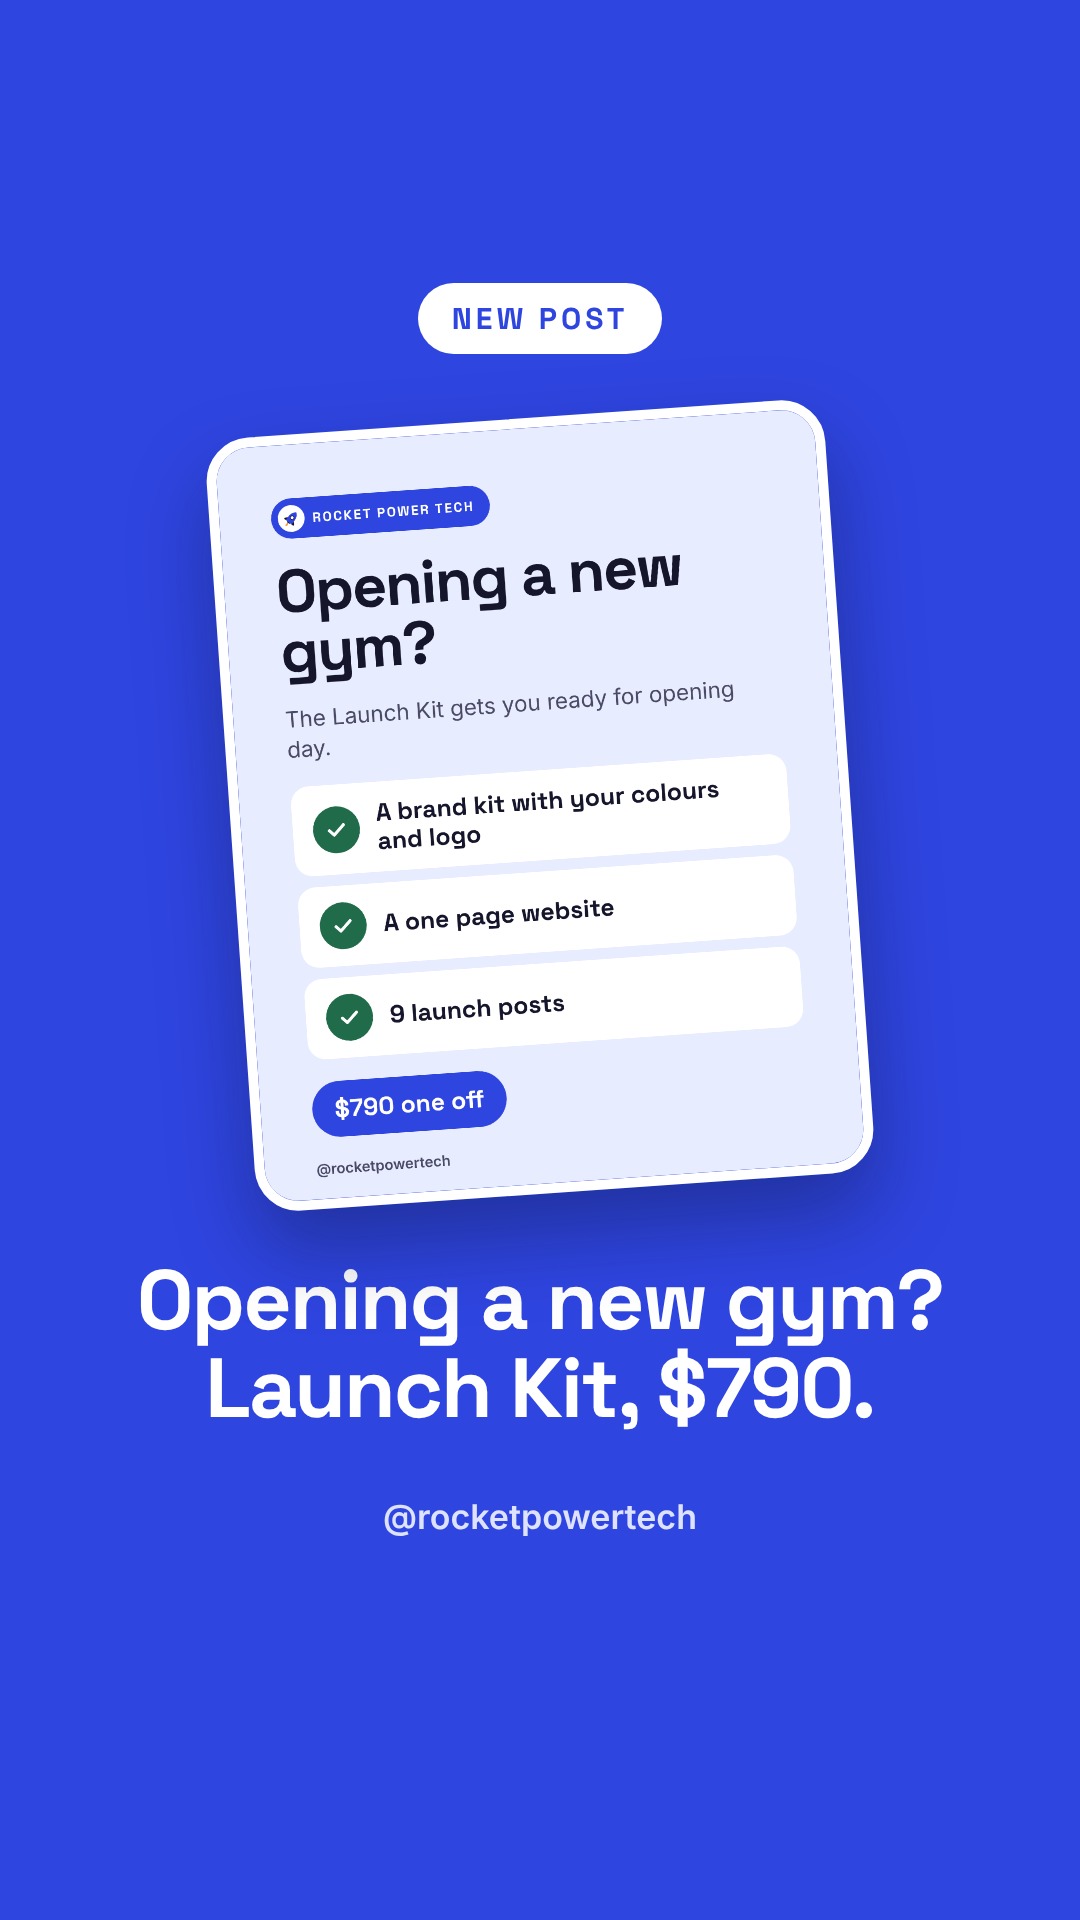 NEW POST
ROCKET POWER TECH
Opening a new
gym?
The Launch Kit gets you ready for opening
day.
A brand kit with your colours
and logo
A one page website
9 launch posts
$790 one off
@rocketpowertech
Opening a new gym?
Launch Kit, $790.
@rocketpowertech